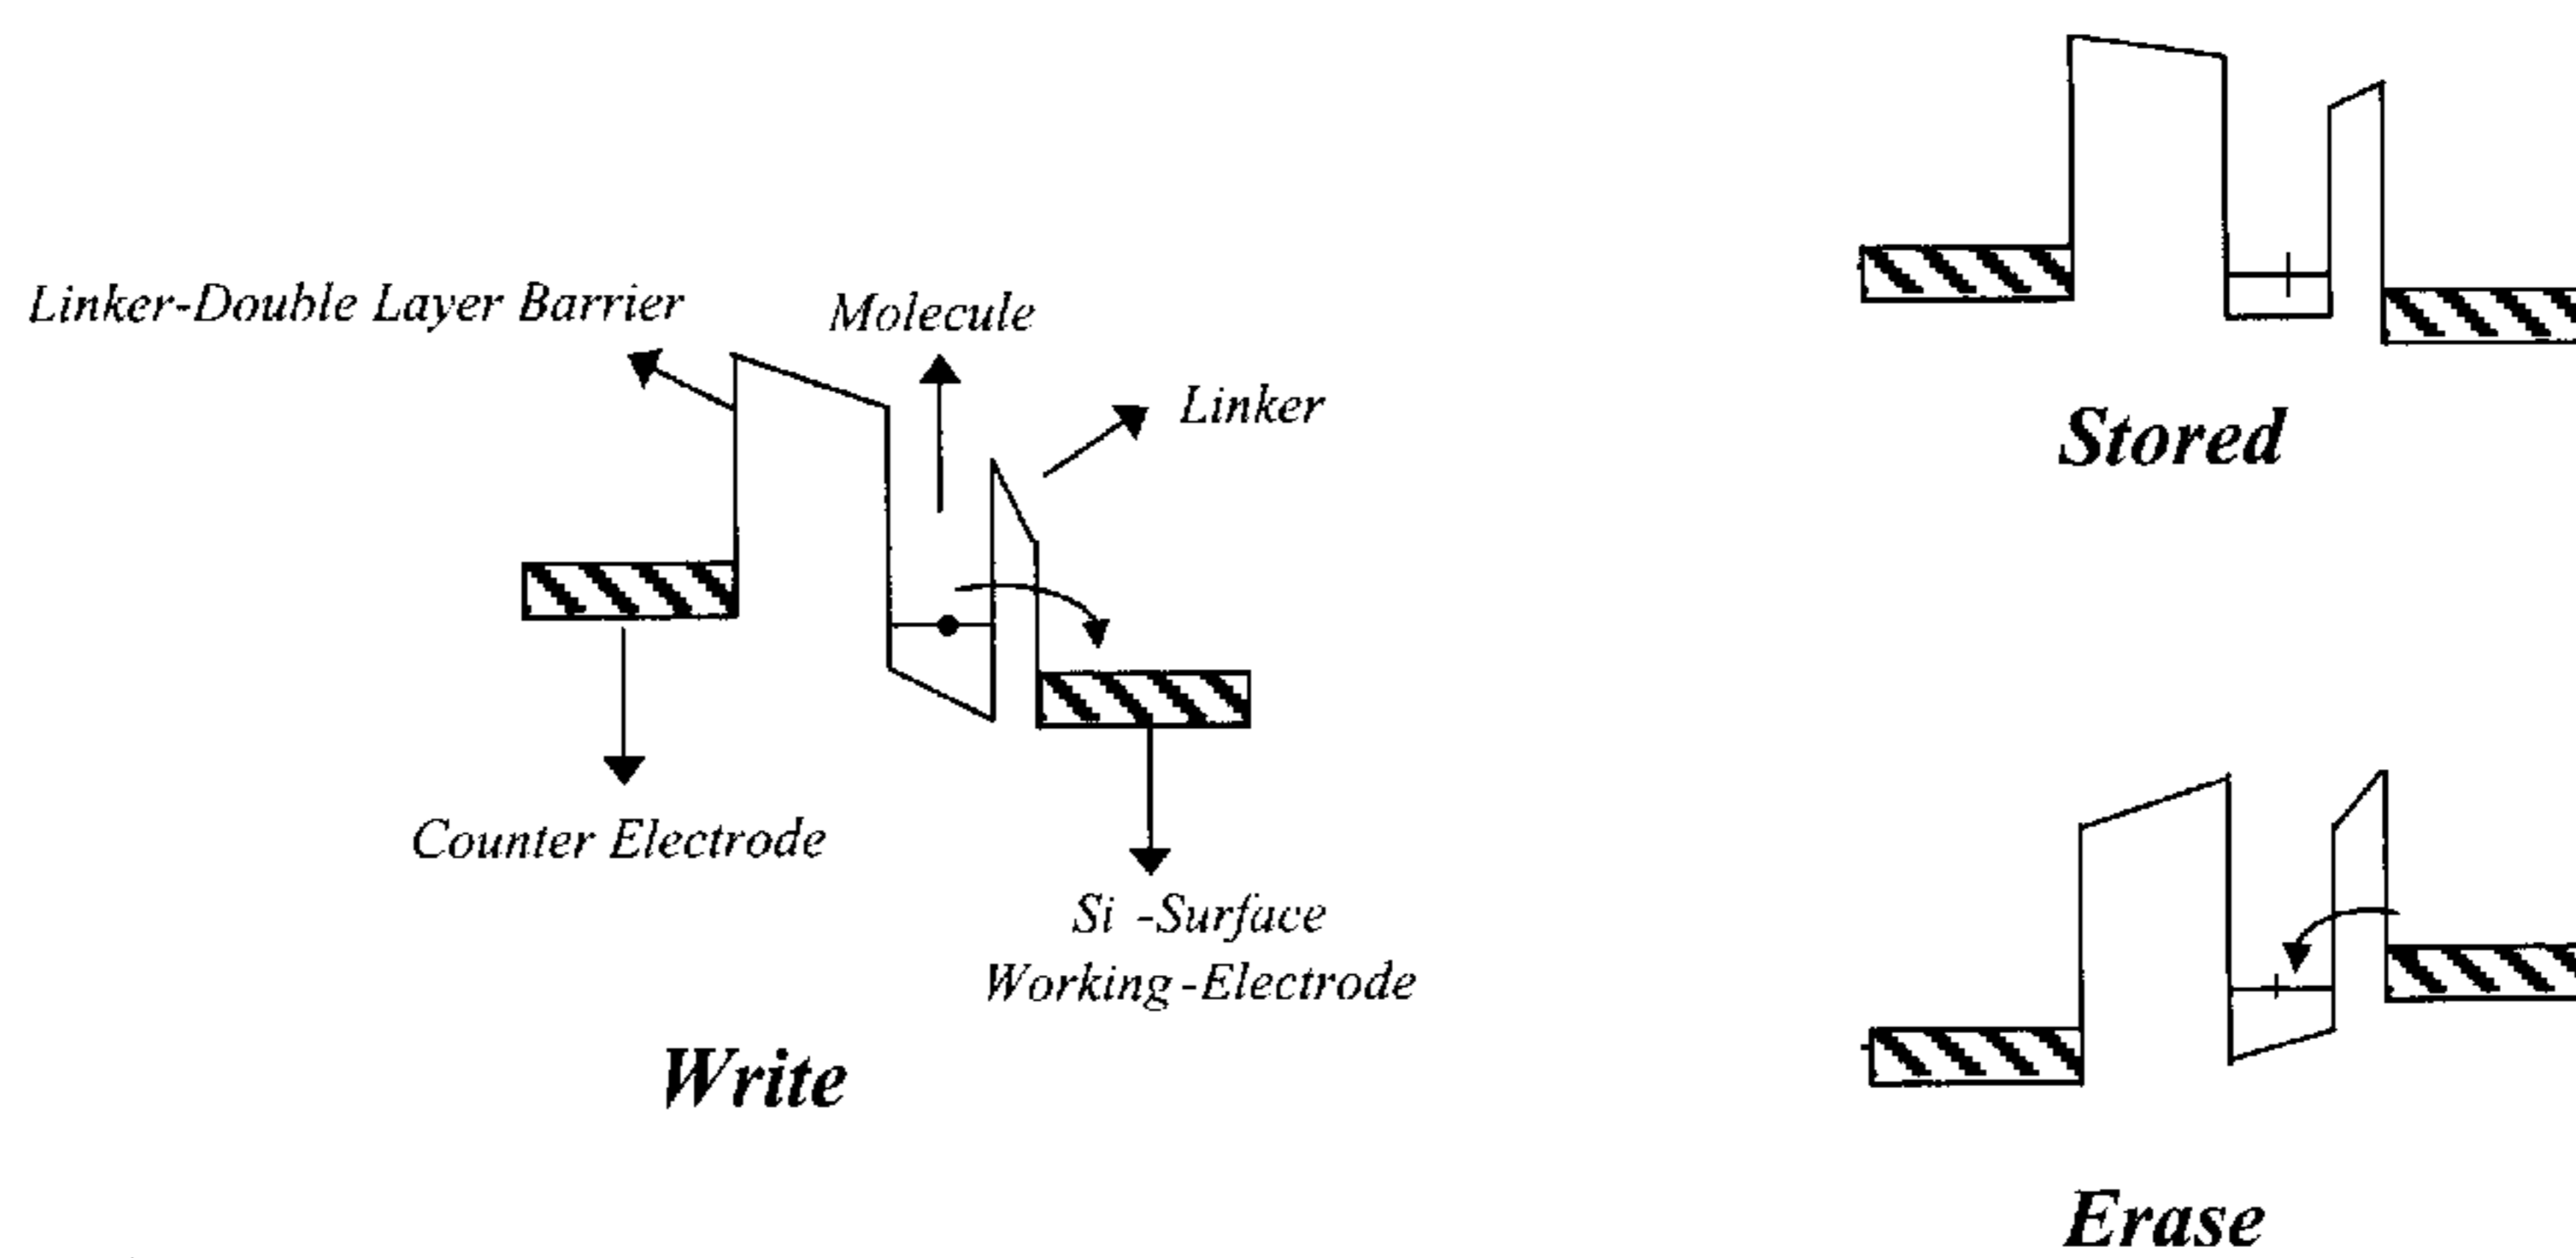 Linker-Double Layer Barrier
Molecule
Linker
Counter Electrode
Si -Surface
Working-Electrode
Write
Stored
Erase